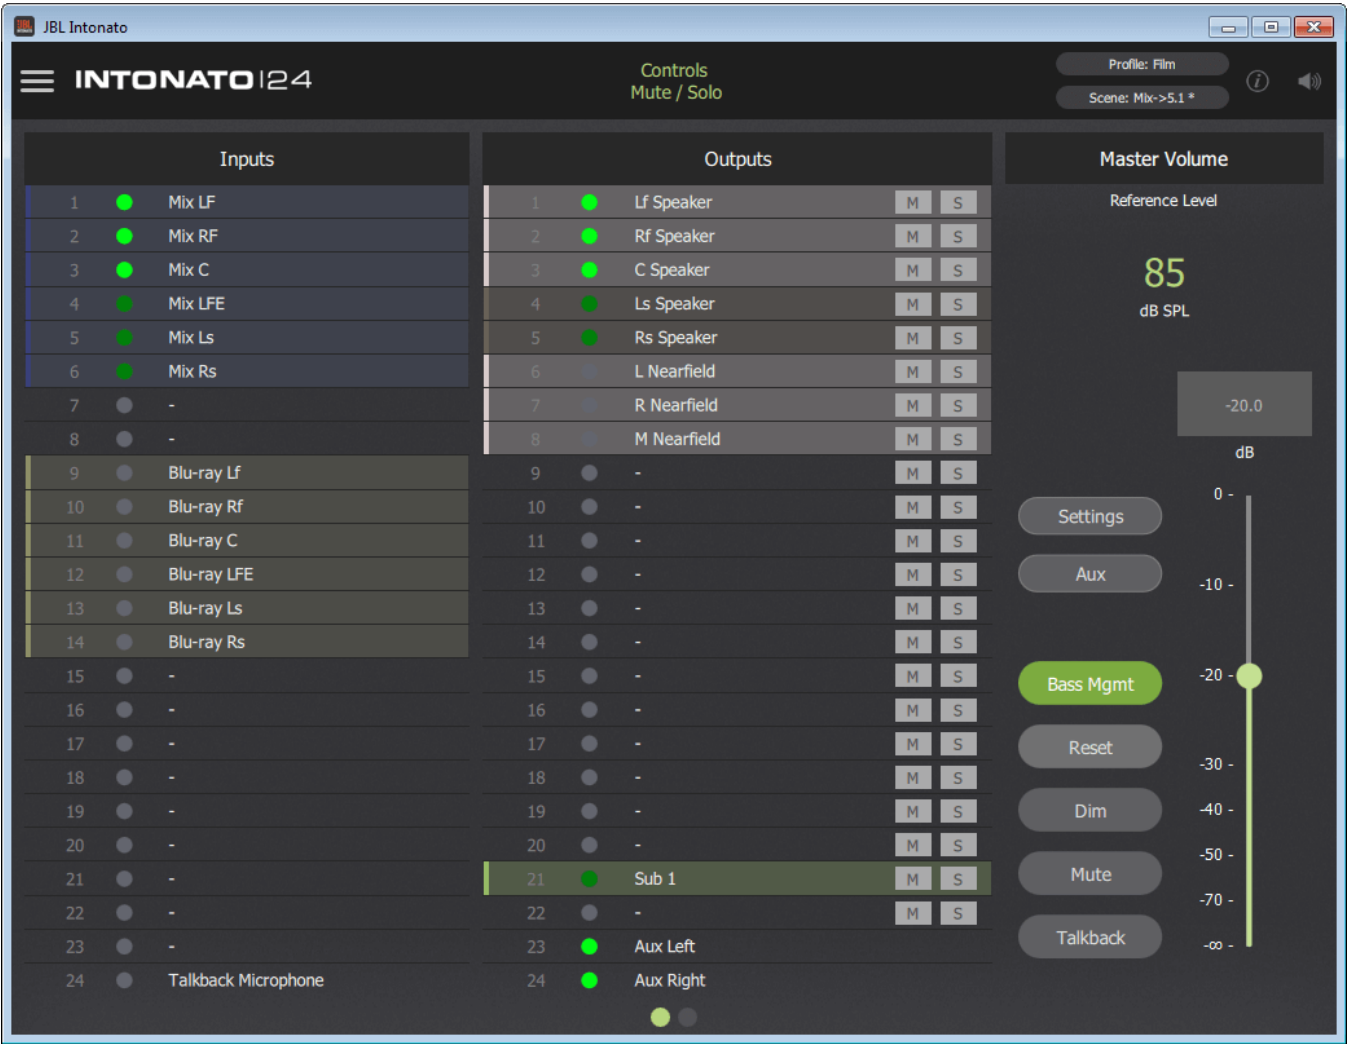 JBL Intonato
INTONATO|24
Controls
Mute / Solo
Profile: Film
Scene: Mix->5.1 *
Inputs
1 Mix LF
2 Mix RF
3 Mix C
4 Mix LFE
5 Mix Ls
6 Mix Rs
7 -
8 -
9 Blu-ray Lf
10 Blu-ray Rf
11 Blu-ray C
12 Blu-ray LFE
13 Blu-ray Ls
14 Blu-ray Rs
15 -
16 -
17 -
18 -
19 -
20 -
21 -
22 -
23 -
24 Talkback Microphone
Outputs
1 Lf Speaker M S
2 Rf Speaker M S
3 C Speaker M S
4 Ls Speaker M S
5 Rs Speaker M S
6 L Nearfield M S
7 R Nearfield M S
8 M Nearfield M S
9 - M S
10 - M S
11 - M S
12 - M S
13 - M S
14 - M S
15 - M S
16 - M S
17 - M S
18 - M S
19 - M S
20 - M S
21 Sub 1 M S
22 - M S
23 Aux Left
24 Aux Right
Master Volume
Reference Level
85
dB SPL
-20.0
dB
Settings
Aux
Bass Mgmt
Reset
Dim
Mute
Talkback
0 -
-10 -
-20 -
-30 -
-40 -
-50 -
-70 -
-∞ -